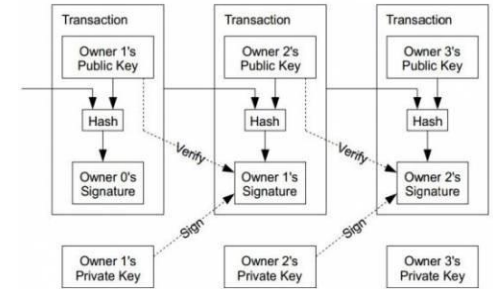 Transaction
Owner 1's
Public Key
Hash
Owner 0's
Signature
Transaction
Owner 2's
Public Key
Hash
Verify
Owner 1's
Signature
Transaction
Owner 3's
Public Key
Hash
Verify
Owner 2's
Signature
Sign
Sign
Owner 1's
Private Key
Owner 2's
Private Key
Owner 3's
Private Key